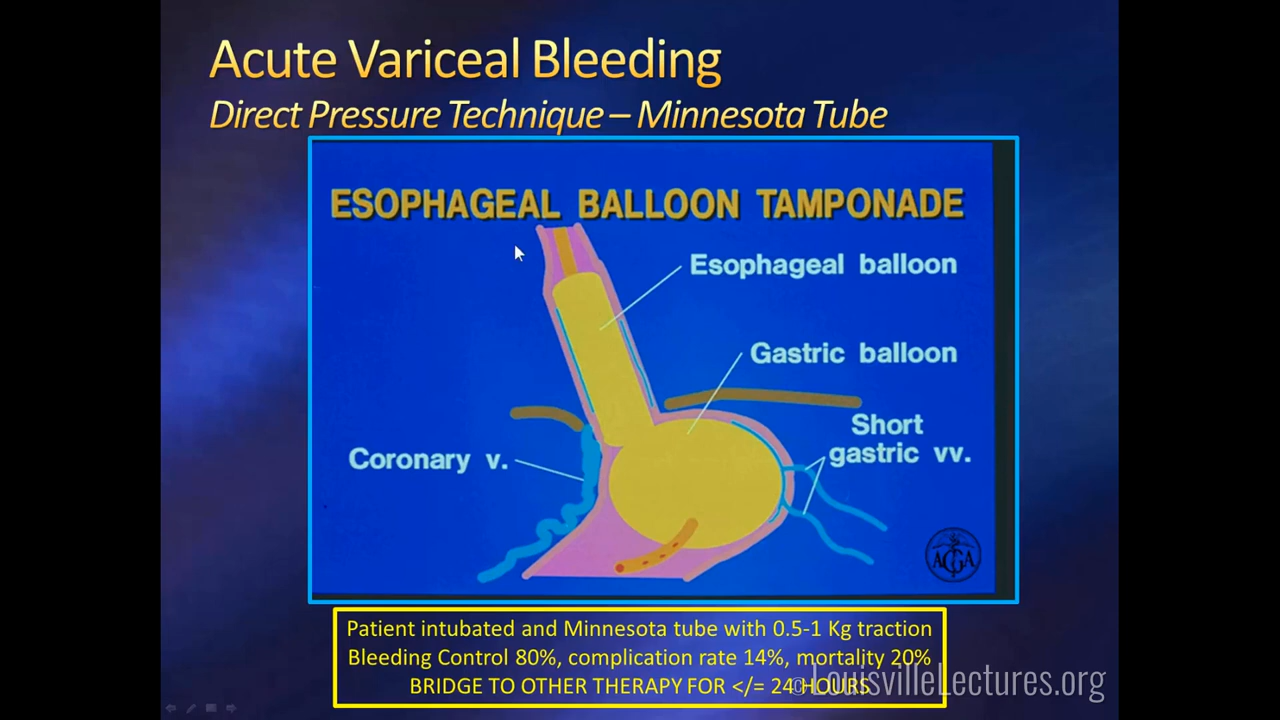 Acute Variceal Bleeding
Direct Pressure Technique – Minnesota Tube
ESOPHAGEAL BALLOON TAMPONADE
Esophageal balloon
Gastric balloon
Short
gastric vv.
Coronary v.
AGA
Patient intubated and Minnesota tube with 0.5-1 Kg traction
Bleeding Control 80%, complication rate 14%, mortality 20%
BRIDGE TO OTHER THERAPY FOR </= 24 HOURS
©LouisvilleLectures.org